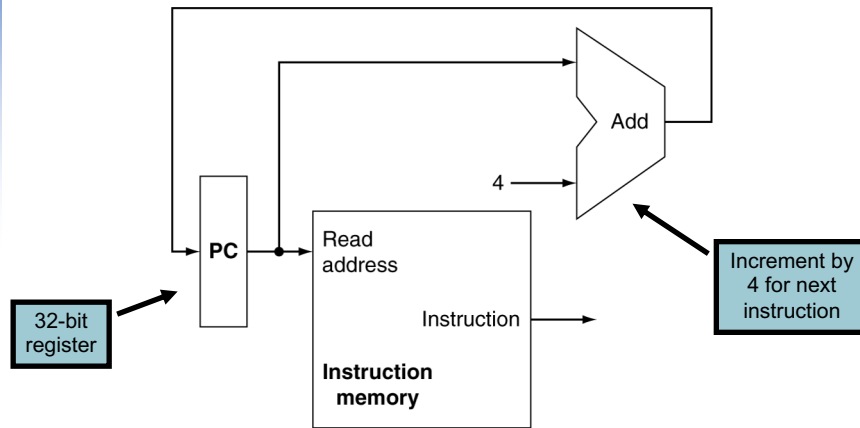 Add
4
PC
Read
address
Increment by
4 for next
instruction
32-bit
register
Instruction
Instruction
memory